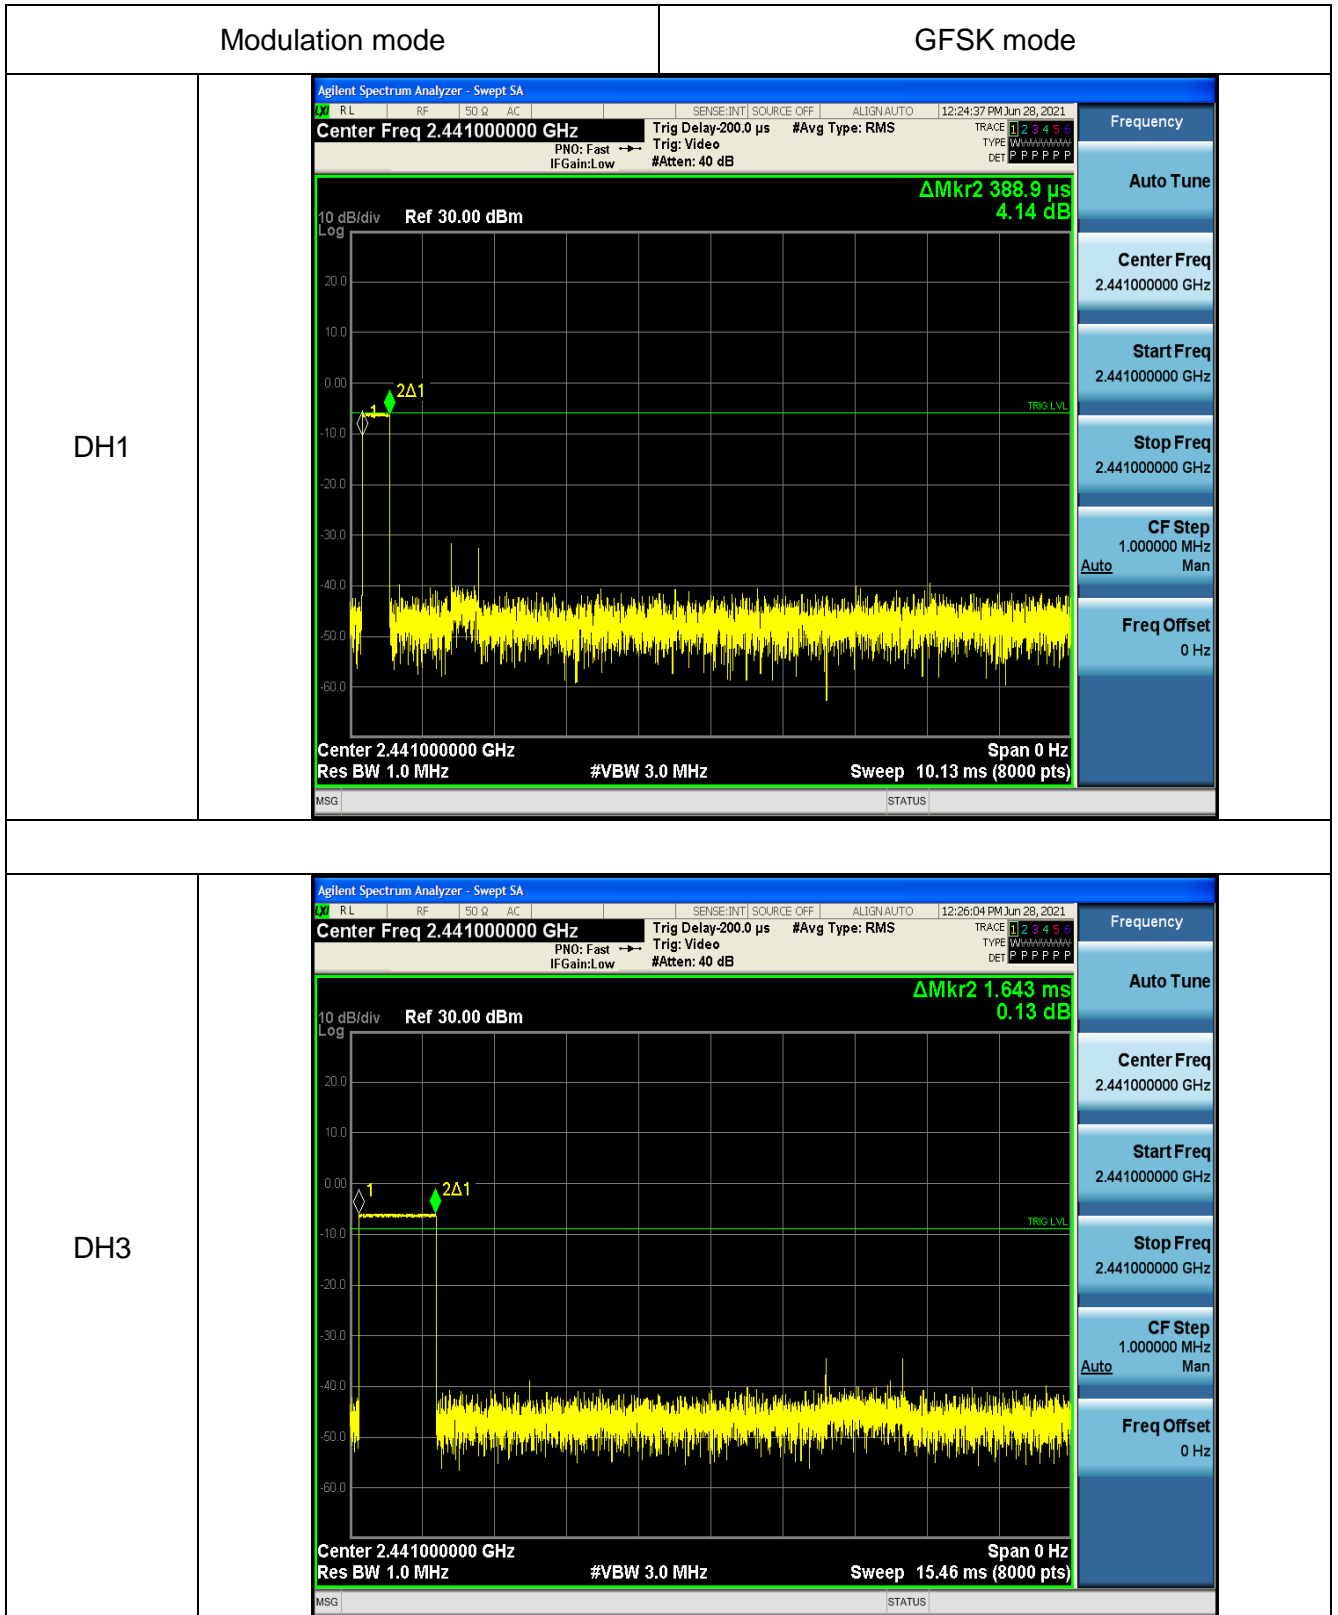 Modulation mode
GFSK mode
DH1
Agilent Spectrum Analyzer - Swept SA
LXI RL RF 50 Ω AC SENSE:INT SOURCE OFF ALIGN AUTO 12:24:37 PM Jun 28, 2021
Center Freq 2.441000000 GHz
PNO: Fast
IFGain:Low
Trig Delay-200.0 µs #Avg Type: RMS
Trig: Video
#Atten: 40 dB
TRACE 1 2 3 4 5 6
TYPE WWWWWW
DET P P P P P P
ΔMkr2 388.9 µs
4.14 dB
10 dB/div Ref 30.00 dBm
Log
20.0
10.0
0.00
-10.0
-20.0
-30.0
-40.0
-50.0
-60.0
1
2Δ1
TRIG LVL
Center 2.441000000 GHz Span 0 Hz
Res BW 1.0 MHz #VBW 3.0 MHz Sweep 10.13 ms (8000 pts)
MSG STATUS
Frequency
Auto Tune
Center Freq
2.441000000 GHz
Start Freq
2.441000000 GHz
Stop Freq
2.441000000 GHz
CF Step
1.000000 MHz
Auto Man
Freq Offset
0 Hz
DH3
Agilent Spectrum Analyzer - Swept SA
LXI RL RF 50 Ω AC SENSE:INT SOURCE OFF ALIGN AUTO 12:26:04 PM Jun 28, 2021
Center Freq 2.441000000 GHz
PNO: Fast
IFGain:Low
Trig Delay-200.0 µs #Avg Type: RMS
Trig: Video
#Atten: 40 dB
TRACE 1 2 3 4 5 6
TYPE WWWWWW
DET P P P P P P
ΔMkr2 1.643 ms
0.13 dB
10 dB/div Ref 30.00 dBm
Log
20.0
10.0
0.00
-10.0
-20.0
-30.0
-40.0
-50.0
-60.0
1
2Δ1
TRIG LVL
Center 2.441000000 GHz Span 0 Hz
Res BW 1.0 MHz #VBW 3.0 MHz Sweep 15.46 ms (8000 pts)
MSG STATUS
Frequency
Auto Tune
Center Freq
2.441000000 GHz
Start Freq
2.441000000 GHz
Stop Freq
2.441000000 GHz
CF Step
1.000000 MHz
Auto Man
Freq Offset
0 Hz